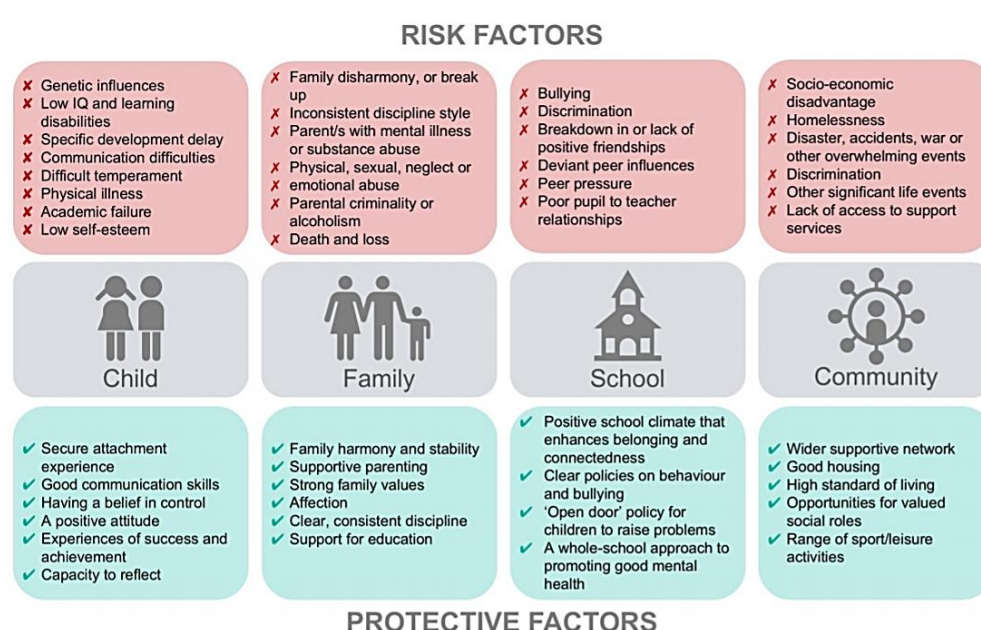 RISK FACTORS
✘ Genetic influences
✘ Low IQ and learning
disabilities
✘ Specific development delay
✘ Communication difficulties
✘ Difficult temperament
✘ Physical illness
✘ Academic failure
✘ Low self-esteem
✗ Family disharmony, or break
up
✗ Inconsistent discipline style
✗ Parent/s with mental illness
or substance abuse
✗ Physical, sexual, neglect or
✗ emotional abuse
✗ Parental criminality or
alcoholism
✗ Death and loss
✗ Bullying
✗ Discrimination
✗ Breakdown in or lack of
positive friendships
✗ Deviant peer influences
✗ Peer pressure
✗ Poor pupil to teacher
relationships
✗ Socio-economic
disadvantage
✗ Homelessness
✗ Disaster, accidents, war or
other overwhelming events
✗ Discrimination
✗ Other significant life events
✗ Lack of access to support
services
Child
Family
School
Community
✔ Secure attachment
experience
✔ Good communication skills
✔ Having a belief in control
✔ A positive attitude
✔ Experiences of success and
achievement
✔ Capacity to reflect
✔ Family harmony and stability
✔ Supportive parenting
✔ Strong family values
✔ Affection
✔ Clear, consistent discipline
✔ Support for education
✔ Positive school climate that
enhances belonging and
connectedness
✔ Clear policies on behaviour
and bullying
✔ ‘Open door’ policy for
children to raise problems
✔ A whole-school approach to
promoting good mental
health
✔ Wider supportive network
✔ Good housing
✔ High standard of living
✔ Opportunities for valued
social roles
✔ Range of sport/leisure
activities
PROTECTIVE FACTORS